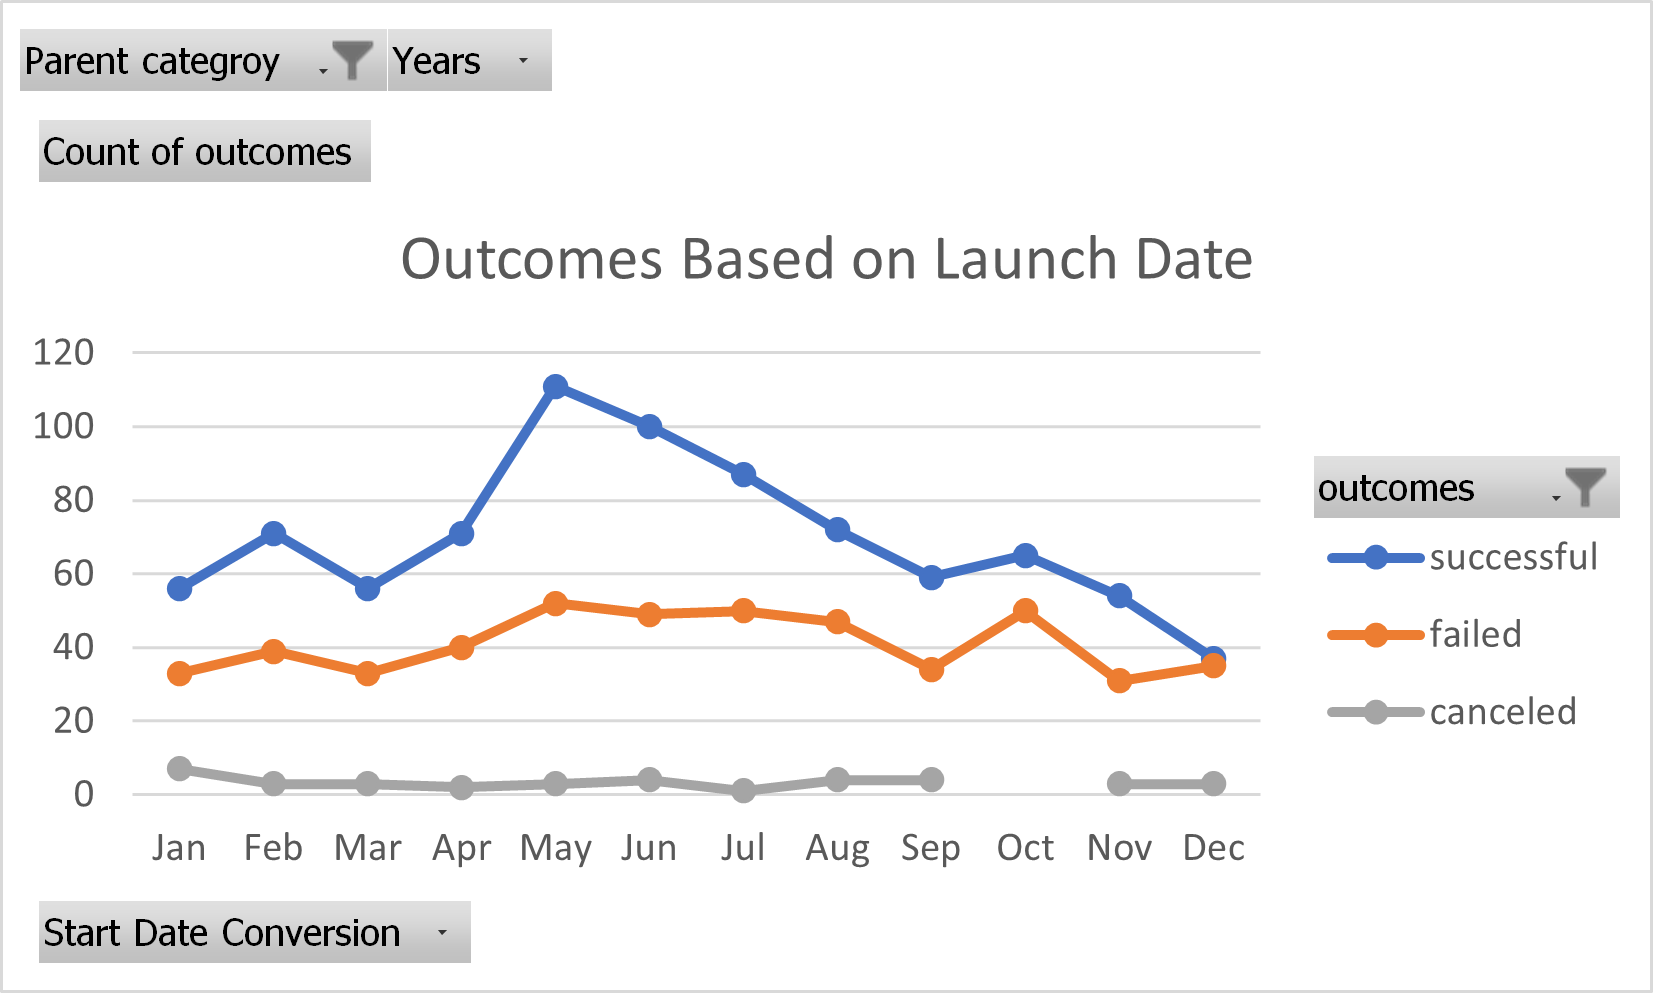 Parent categroy Years
Count of outcomes
Outcomes Based on Launch Date
120
100
80
60
40
20
0
Jan Feb Mar Apr May Jun Jul Aug Sep Oct Nov Dec
outcomes
successful
failed
canceled
Start Date Conversion